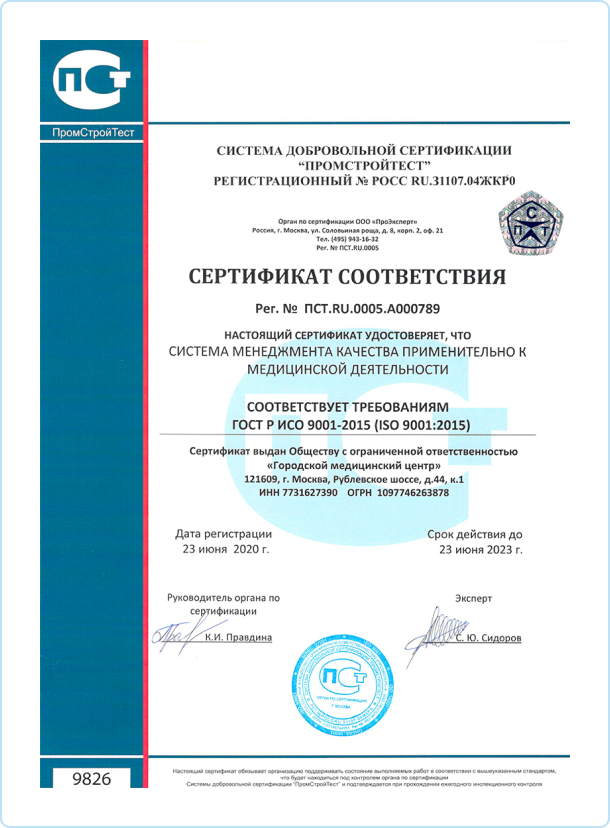 ПСТ
ПромСтройТест
СИСТЕМА ДОБРОВОЛЬНОЙ СЕРТИФИКАЦИИ
“ПРОМСТРОЙТЕСТ”
РЕГИСТРАЦИОННЫЙ № РОСС RU.31107.04ЖКР0
С
П Т
Орган по сертификации ООО «ПроЭксперт»
Россия, г. Москва, ул. Соловьиная роща, д. 8, корп. 2, оф. 21
Тел. (495) 943-16-32
Рег. № ПСТ.RU.0005
СЕРТИФИКАТ СООТВЕТСТВИЯ
Рег. № ПСТ.RU.0005.А000789
НАСТОЯЩИЙ СЕРТИФИКАТ УДОСТОВЕРЯЕТ, ЧТО
СИСТЕМА МЕНЕДЖМЕНТА КАЧЕСТВА ПРИМЕНИТЕЛЬНО К
МЕДИЦИНСКОЙ ДЕЯТЕЛЬНОСТИ
СООТВЕТСТВУЕТ ТРЕБОВАНИЯМ
ГОСТ Р ИСО 9001-2015 (ISO 9001:2015)
Сертификат выдан Обществу с ограниченной ответственностью
«Городской медицинский центр»
121609, г. Москва, Рублевское шоссе, д.44, к.1
ИНН 7731627390 ОГРН 1097746263878
Дата регистрации
23 июня 2020 г.
Срок действия до
23 июня 2023 г.
Руководитель органа по
сертификации
К.И. Правдина
Эксперт
С. Ю. Сидоров
ПСТ
ОРГАН ПО СЕРТИФИКАЦИИ
Г. МОСКВА
9826
Настоящий сертификат обязывает организацию поддерживать состояние выполняемых работ в соответствии с вышеуказанным стандартом,
что будет находиться под контролем органа по сертификации
Системы добровольной сертификации "ПромСтройТест" и подтверждается при прохождении ежегодного инспекционного контроля